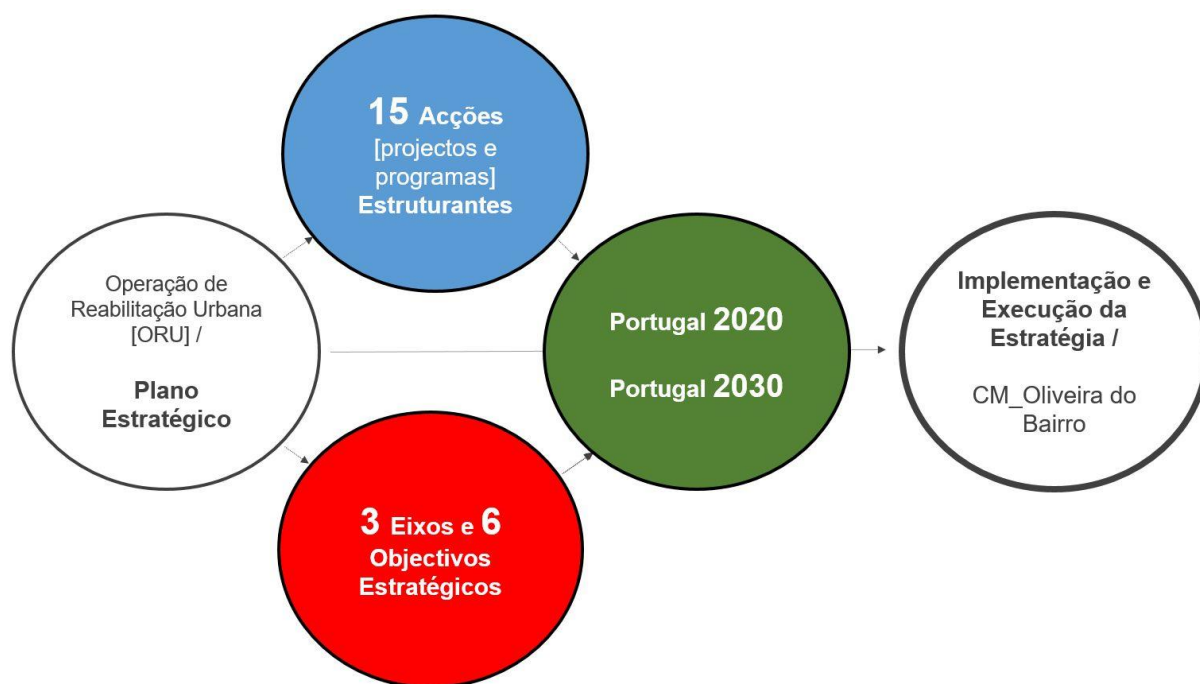 15 Acções
[projectos e
programas]
Estruturantes
Operação de
Reabilitação Urbana
[ORU] /
Plano
Estratégico
Portugal 2020
Portugal 2030
Implementação e
Execução da
Estratégia /
CM_Oliveira do
Bairro
3 Eixos e 6
Objectivos
Estratégicos